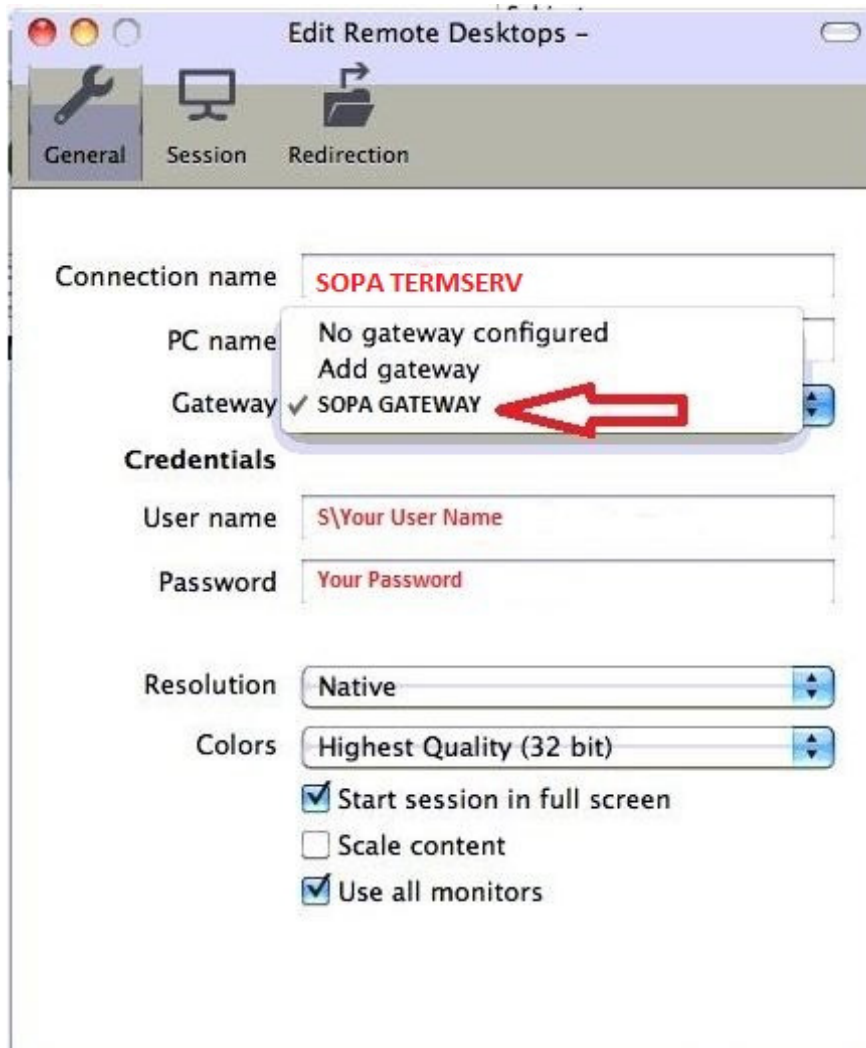 Edit Remote Desktops –
General Session Redirection
Connection name SOPA TERMSERV
PC name No gateway configured
Add gateway
Gateway ✓ SOPA GATEWAY
Credentials
User name S\Your User Name
Password Your Password
Resolution Native
Colors Highest Quality (32 bit)
Start session in full screen
Scale content
Use all monitors